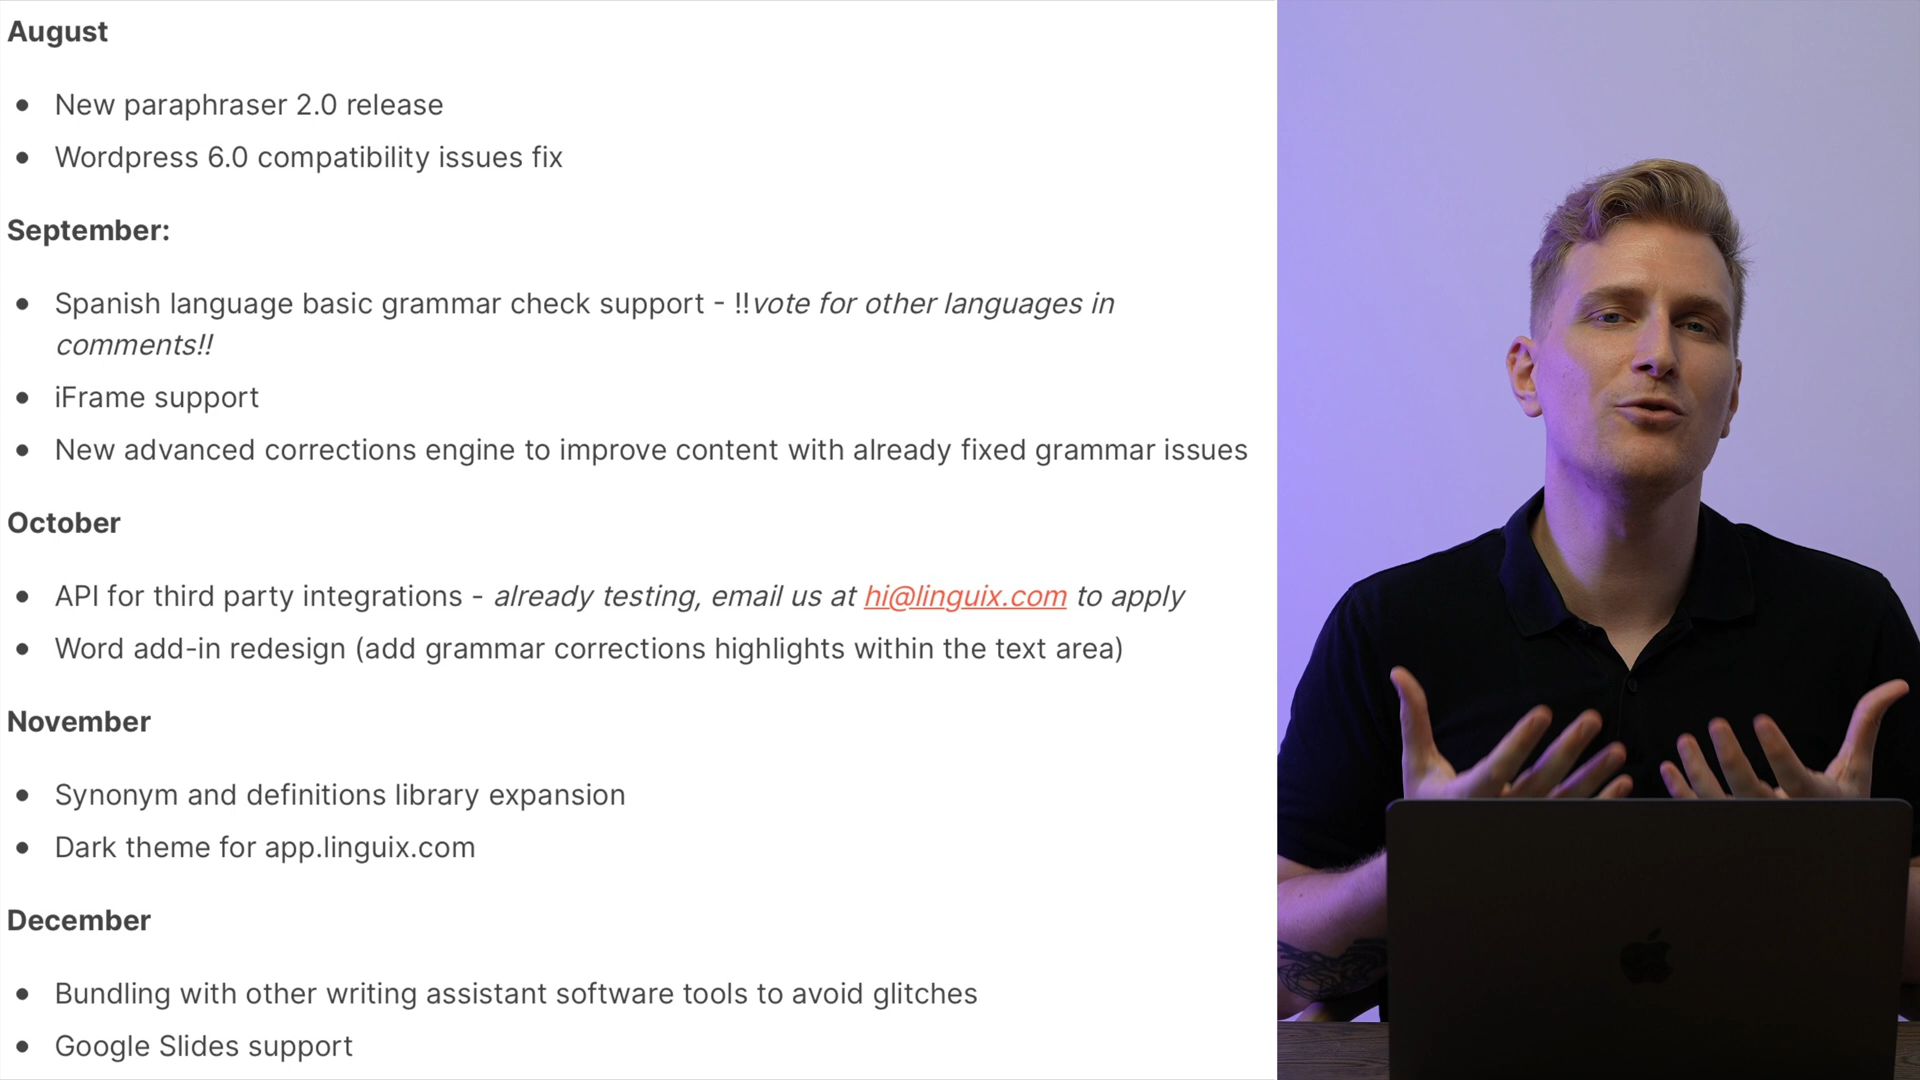 August
• New paraphraser 2.0 release
• Wordpress 6.0 compatibility issues fix
September:
• Spanish language basic grammar check support - !!vote for other languages in
comments!!
• iFrame support
• New advanced corrections engine to improve content with already fixed grammar issues
October
• API for third party integrations - already testing, email us at hi@linguix.com to apply
• Word add-in redesign (add grammar corrections highlights within the text area)
November
• Synonym and definitions library expansion
• Dark theme for app.linguix.com
December
• Bundling with other writing assistant software tools to avoid glitches
• Google Slides support